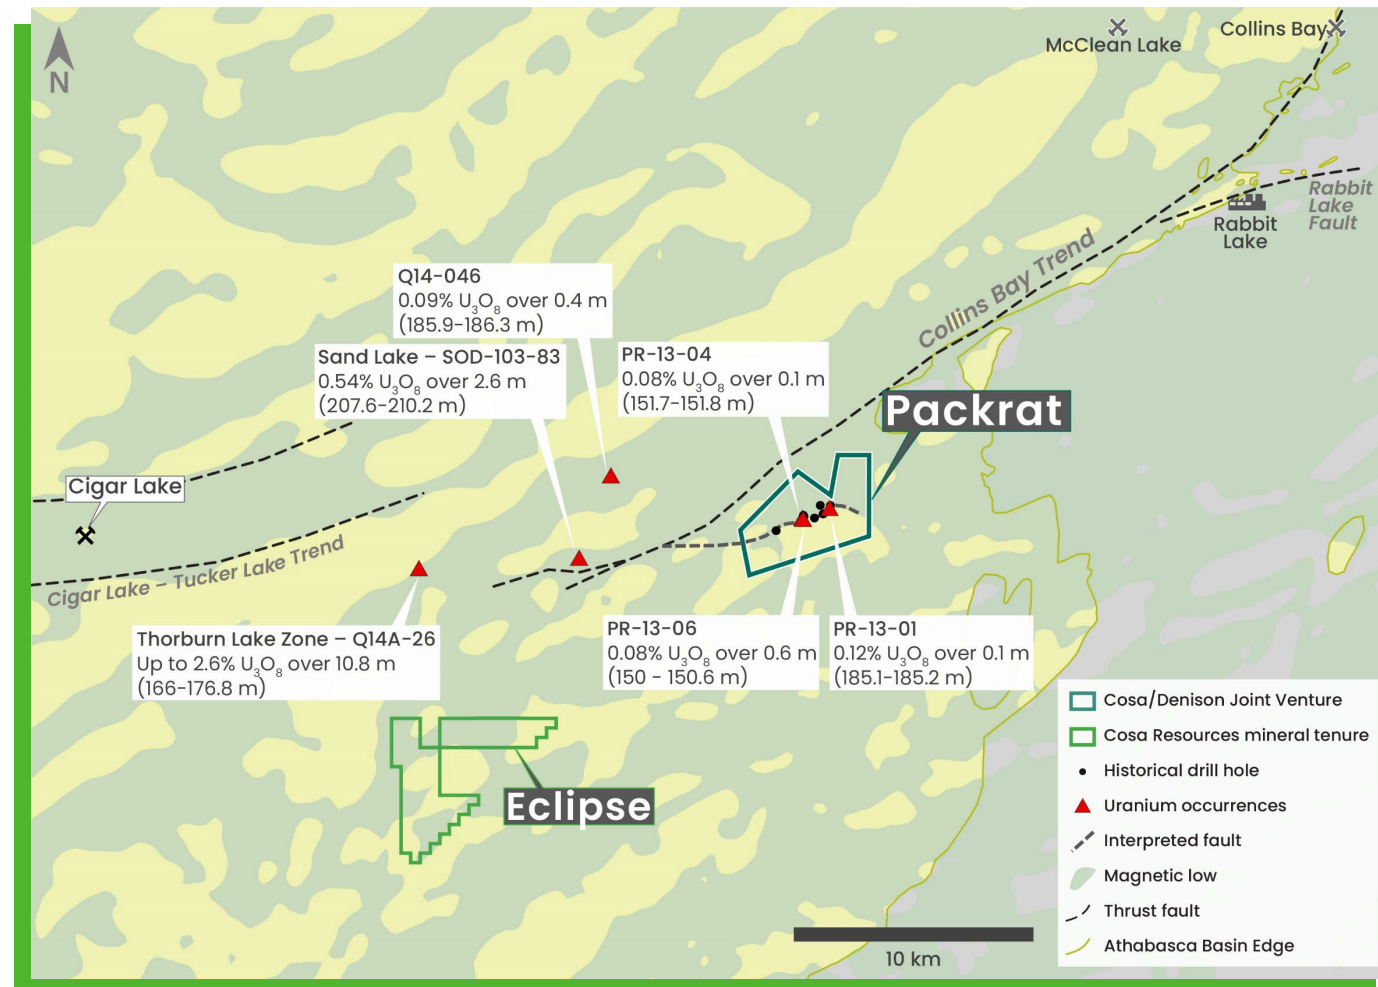 N
McClean Lake
Collins Bay
Rabbit
Lake
Rabbit
Lake
Fault
Collins Bay Trend
Q14-046
0.09% U₃O₈ over 0.4 m
(185.9-186.3 m)
Sand Lake – SOD-103-83
0.54% U₃O₈ over 2.6 m
(207.6-210.2 m)
PR-13-04
0.08% U₃O₈ over 0.1 m
(151.7-151.8 m)
Packrat
Cigar Lake
Cigar Lake – Tucker Lake Trend
Thorburn Lake Zone – Q14A-26
Up to 2.6% U₃O₈ over 10.8 m
(166-176.8 m)
PR-13-06
0.08% U₃O₈ over 0.6 m
(150 - 150.6 m)
PR-13-01
0.12% U₃O₈ over 0.1 m
(185.1-185.2 m)
Eclipse
Cosa/Denison Joint Venture
Cosa Resources mineral tenure
Historical drill hole
Uranium occurrences
Interpreted fault
Magnetic low
Thrust fault
Athabasca Basin Edge
10 km